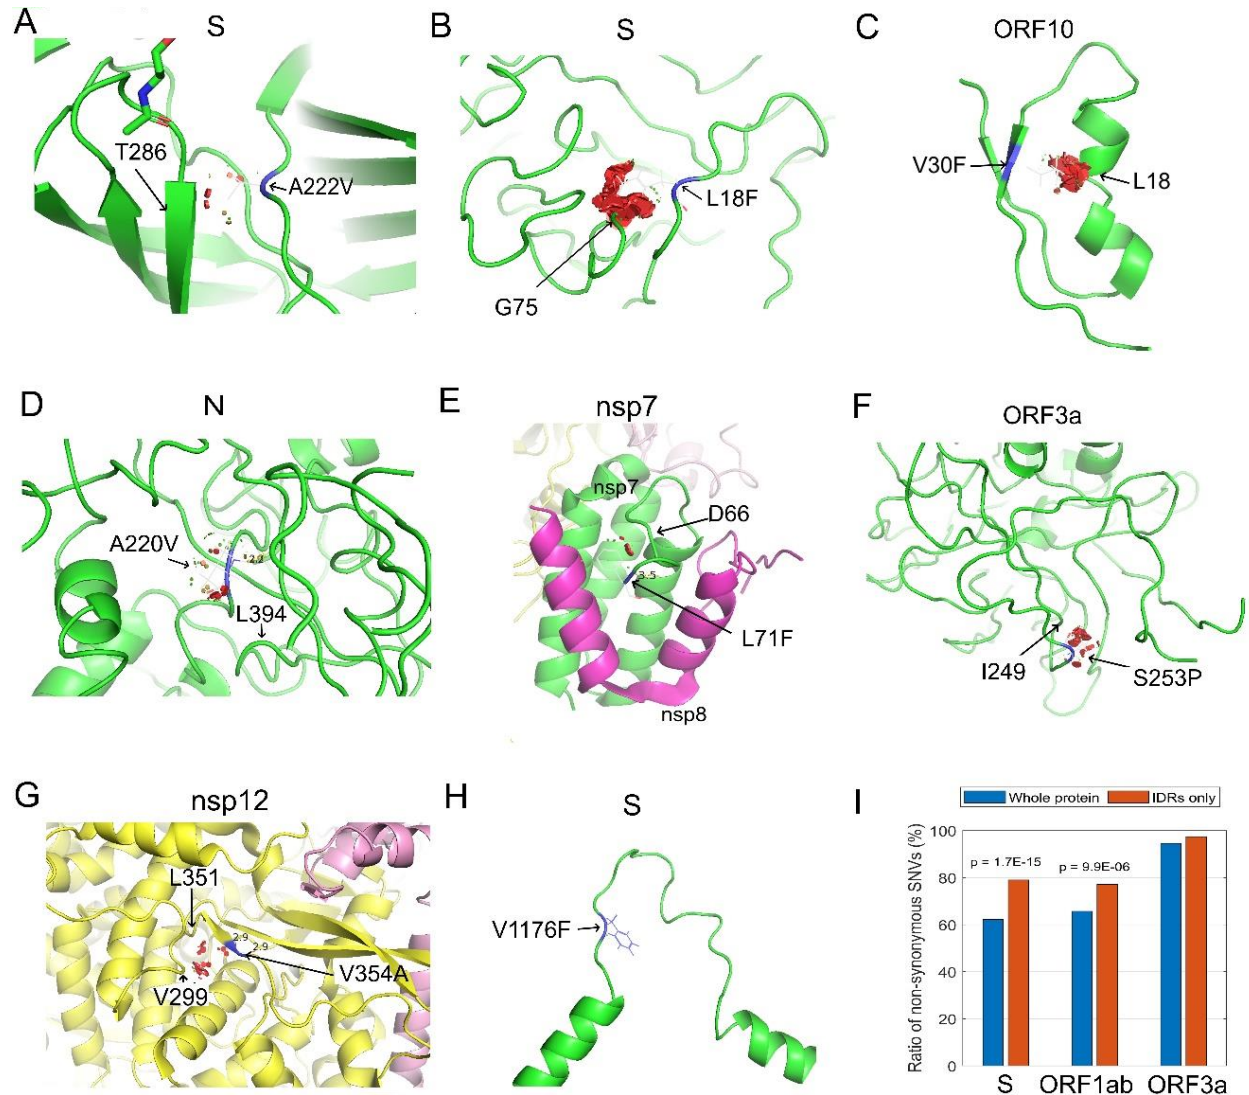 A
S
T286
A222V
B
S
L18F
G75
C
ORF10
V30F
L18
D
N
A220V
L394
E
nsp7
nsp7
D66
3.5
L71F
nsp8
F
ORF3a
I249
S253P
G
nsp12
L351
2.9
2.9
V354A
V299
H
S
V1176F
I
Whole protein
IDRs only
Ratio of non-synonymous SNVs (%)
100
80
60
40
20
0
p = 1.7E-15
p = 9.9E-06
S
ORF1ab
ORF3a